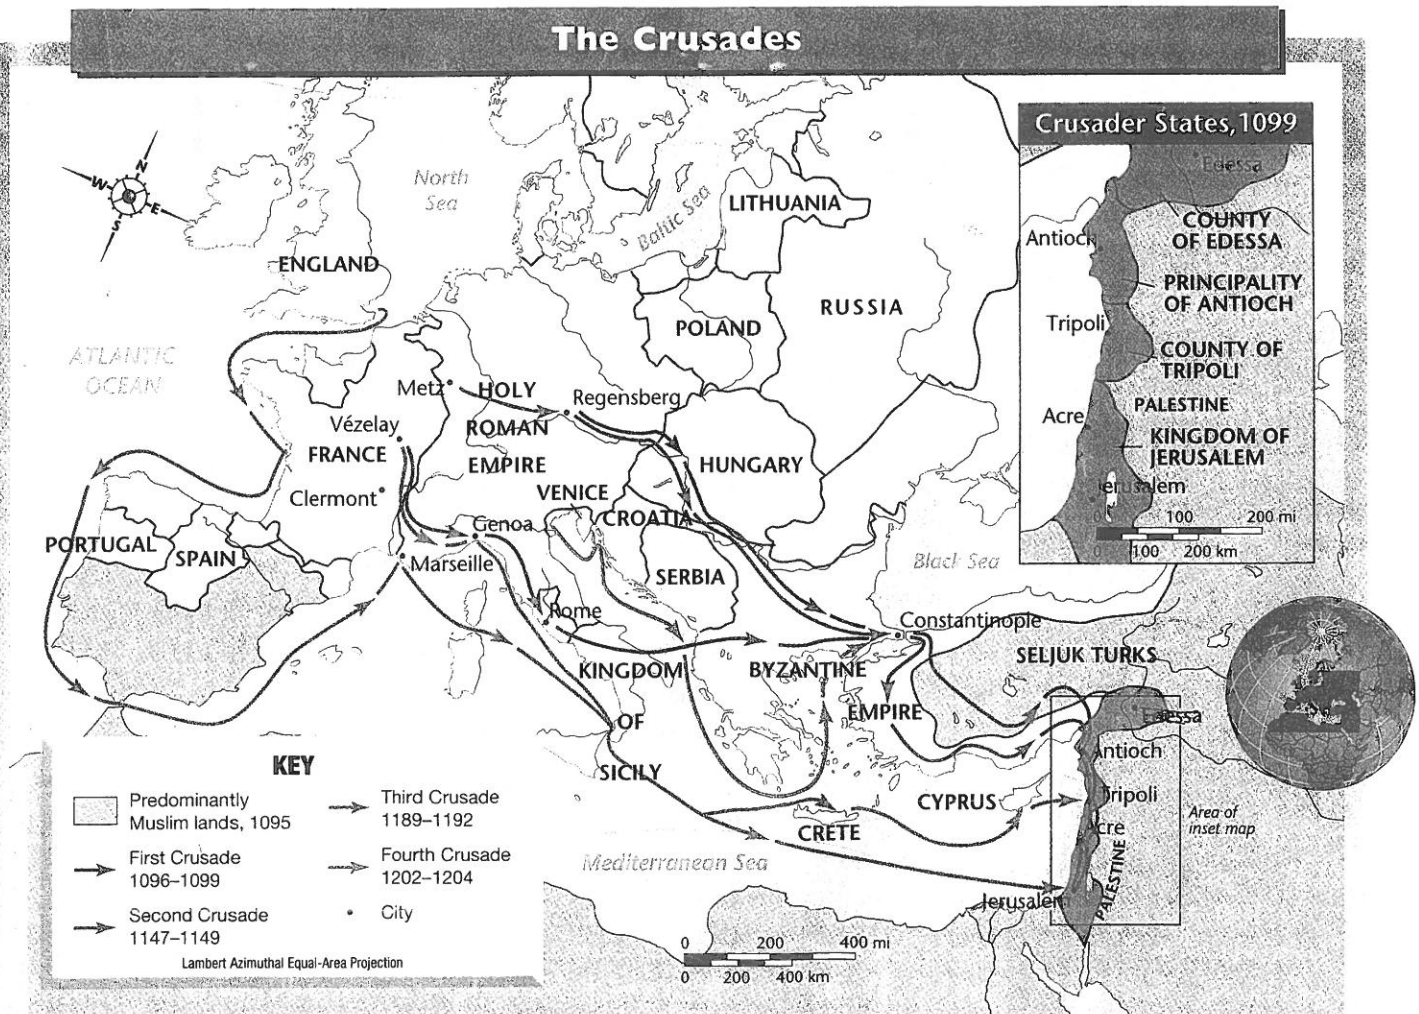 The Crusades
Crusader States, 1099
Edessa
COUNTY
OF EDESSA
Antioch
PRINCIPALITY
OF ANTIOCH
Tripoli
COUNTY OF
TRIPOLI
PALESTINE
Acre
KINGDOM OF
JERUSALEM
Jerusalem
0 100 200 mi
0 100 200 km
N
W
E
S
North
Sea
Baltic Sea
LITHUANIA
ENGLAND
RUSSIA
POLAND
ATLANTIC
OCEAN
Metz
HOLY
ROMAN
EMPIRE
Regensberg
Vézelay
FRANCE
HUNGARY
Clermont
VENICE
Genoa
CROATIA
PORTUGAL
SPAIN
Marseille
SERBIA
Black Sea
Rome
Constantinople
KINGDOM
OF
SICILY
BYZANTINE
EMPIRE
SELJUK TURKS
Edessa
Antioch
CYPRUS
Tripoli
Area of
inset map
CRETE
Acre
Mediterranean Sea
PALESTINE
Jerusalem
KEY
Predominantly
Muslim lands, 1095
First Crusade
1096–1099
Second Crusade
1147–1149
Third Crusade
1189–1192
Fourth Crusade
1202–1204
City
Lambert Azimuthal Equal-Area Projection
0 200 400 mi
0 200 400 km